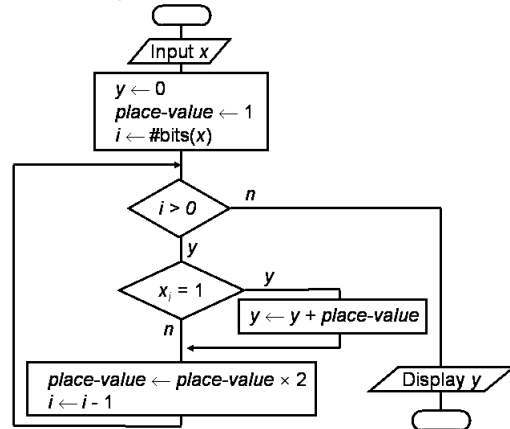 Input x
y ← 0
place-value ← 1
i ← #bits(x)
i > 0
n
y
xᵢ = 1
y
y ← y + place-value
n
place-value ← place-value × 2
i ← i - 1
Display y